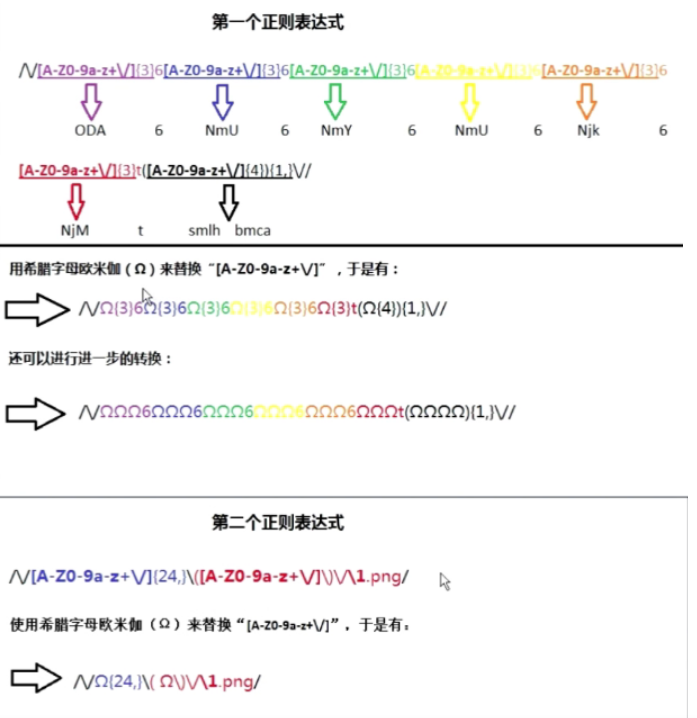 第一个正则表达式
/\/[A-Z0-9a-z+\/]{3}6[A-Z0-9a-z+\/]{3}6[A-Z0-9a-z+\/]{3}6[A-Z0-9a-z+\/]{3}6[A-Z0-9a-z+\/]{3}6
ODA 6 NmU 6 NmY 6 NmU 6 Njk 6
[A-Z0-9a-z+\/]{3}t([A-Z0-9a-z+\/]{4}){1,}\//
NjM t smlh bmca
用希腊字母欧米伽(Ω)来替换“[A-Z0-9a-z+\/]”,于是有:
/\/Ω{3}6Ω{3}6Ω{3}6Ω{3}6Ω{3}6Ω{3}t(Ω{4}){1,}\//
还可以进行进一步的转换:
/\/ΩΩΩ6ΩΩΩ6ΩΩΩ6ΩΩΩ6ΩΩΩ6ΩΩΩt(ΩΩΩΩ){1,}\//
第二个正则表达式
/\/[A-Z0-9a-z+\/]{24,}\([A-Z0-9a-z+\/]\)\/\1.png/
使用希腊字母欧米伽(Ω)来替换“[A-Z0-9a-z+\/]”,于是有:
/\/Ω{24,}\( Ω\)\/\1.png/